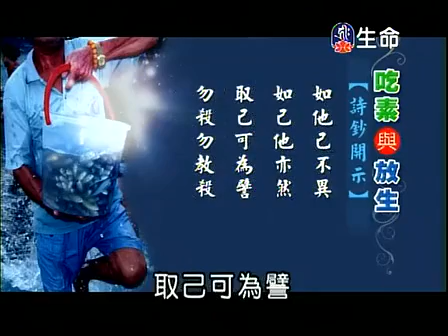 生命
吃素與放生
【詩鈔開示】
如他己不異
如己他亦然
取己可為譬
勿殺勿教殺
取己可為譬